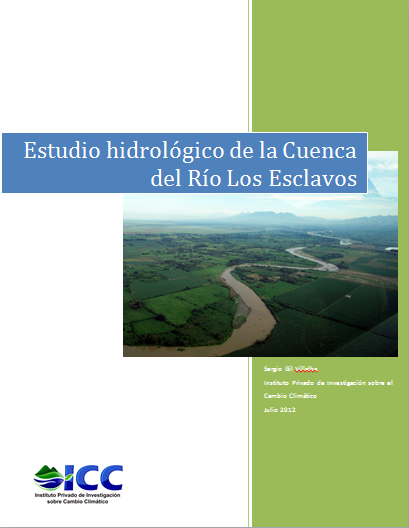 Estudio hidrológico de la Cuenca
del Río Los Esclavos
Sergio Gil
Instituto Privado de Investigación sobre el
Cambio Climático
Julio 2012
ICC
Instituto Privado de Investigación
sobre Cambio Climático